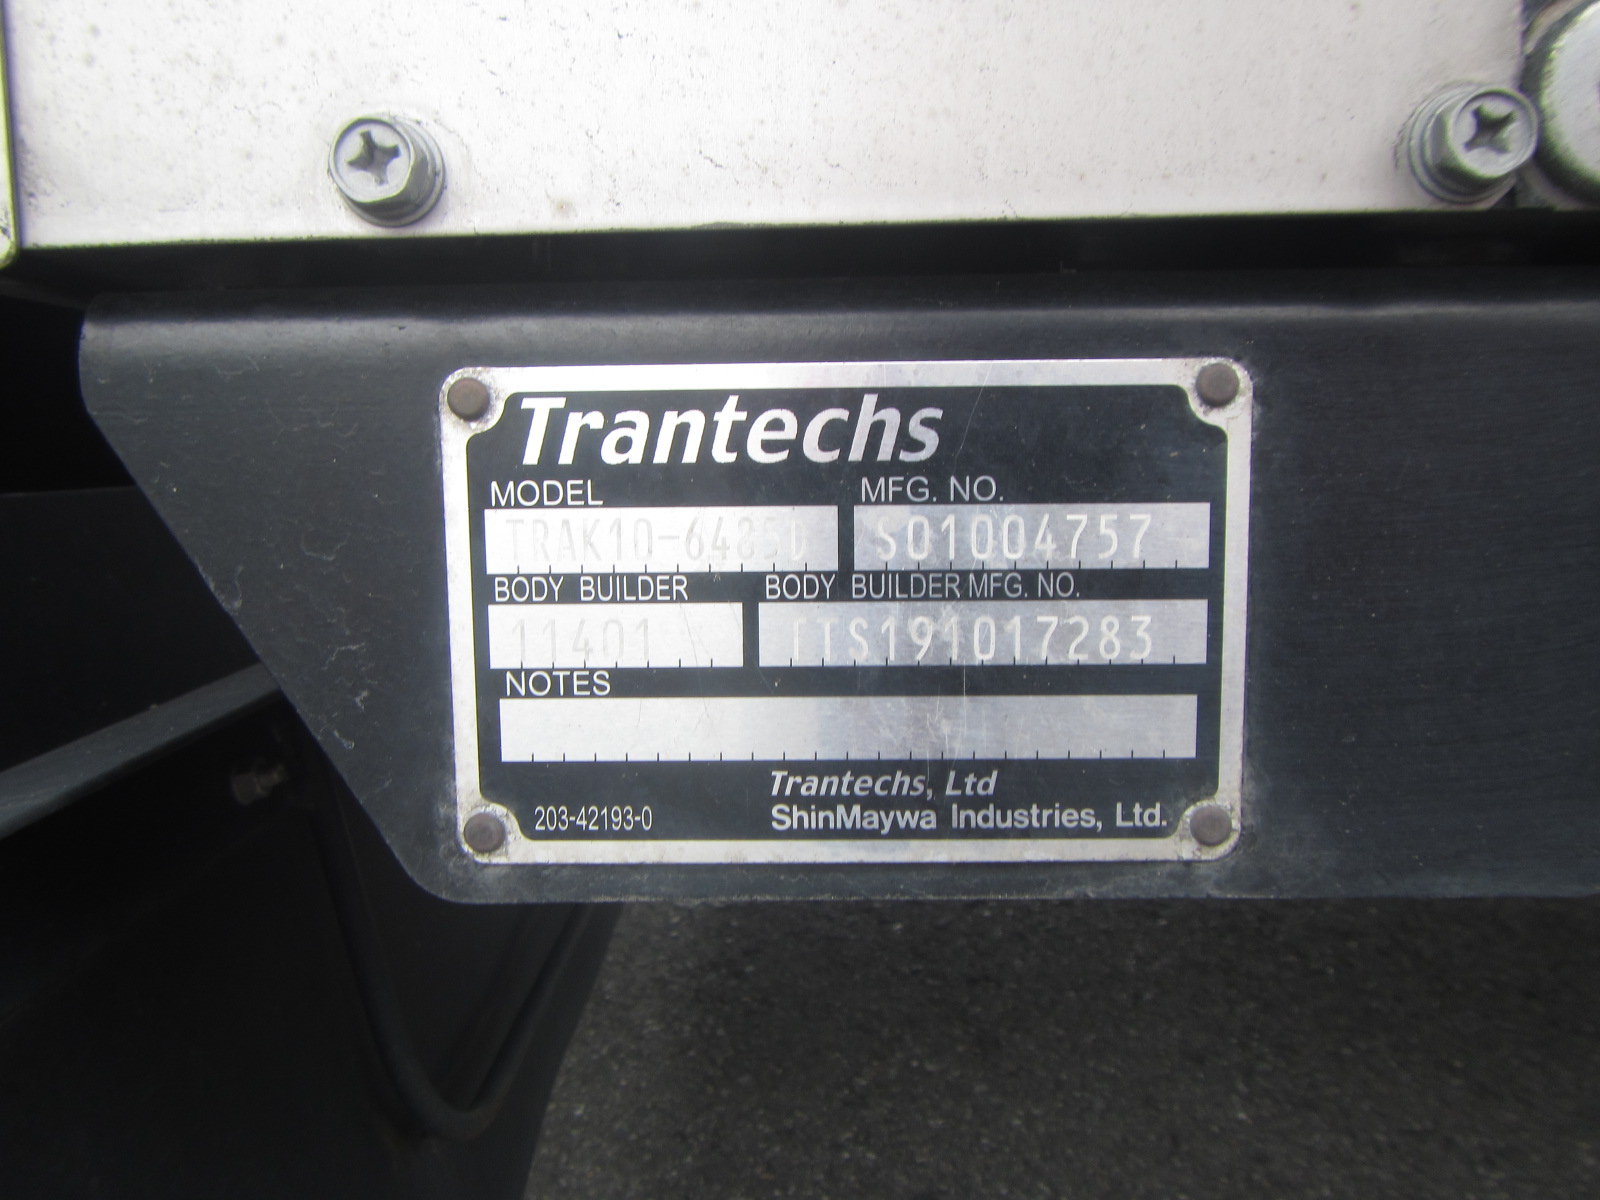 Trantechs
MODEL MFG. NO.
TRAK10-6485D S01004757
BODY BUILDER BODY BUILDER MFG. NO.
11401 TTS191017283
NOTES
Trantechs, Ltd
203-42193-0 ShinMaywa Industries, Ltd.